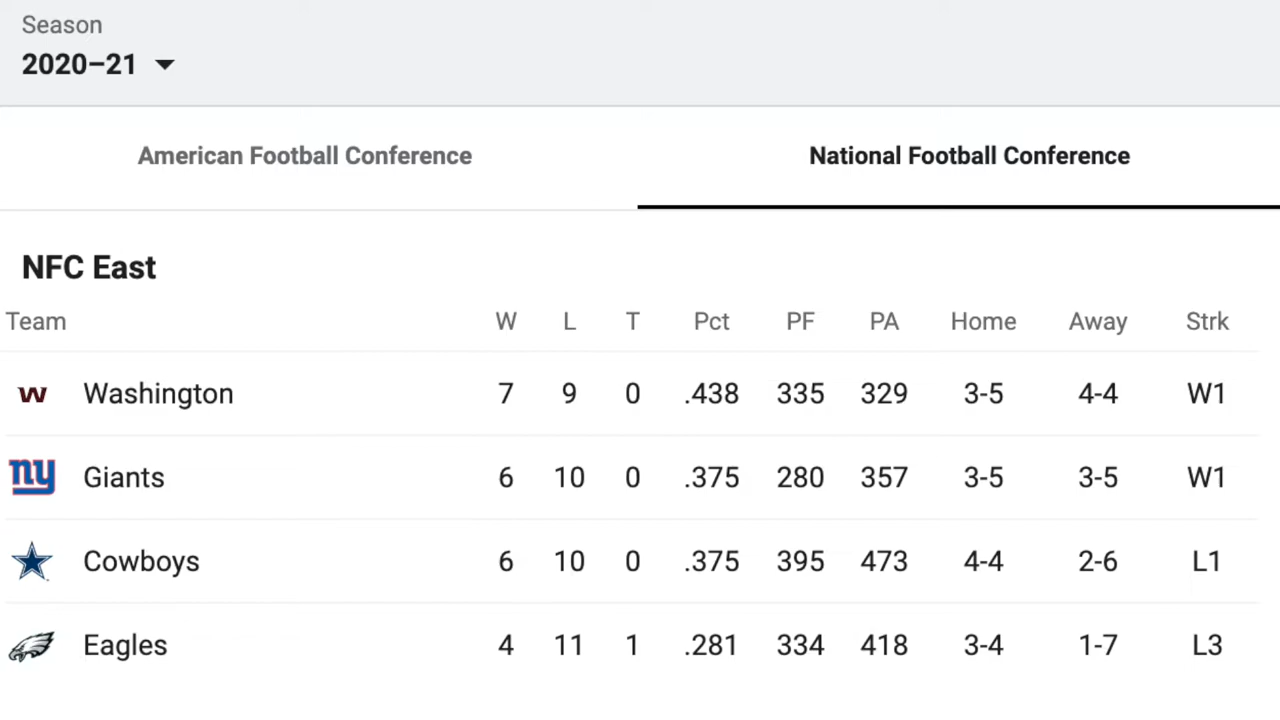 Season
2020–21
American Football Conference National Football Conference
NFC East
Team W L T Pct PF PA Home Away Strk
W Washington 7 9 0 .438 335 329 3-5 4-4 W1
ny Giants 6 10 0 .375 280 357 3-5 3-5 W1
Cowboys 6 10 0 .375 395 473 4-4 2-6 L1
Eagles 4 11 1 .281 334 418 3-4 1-7 L3